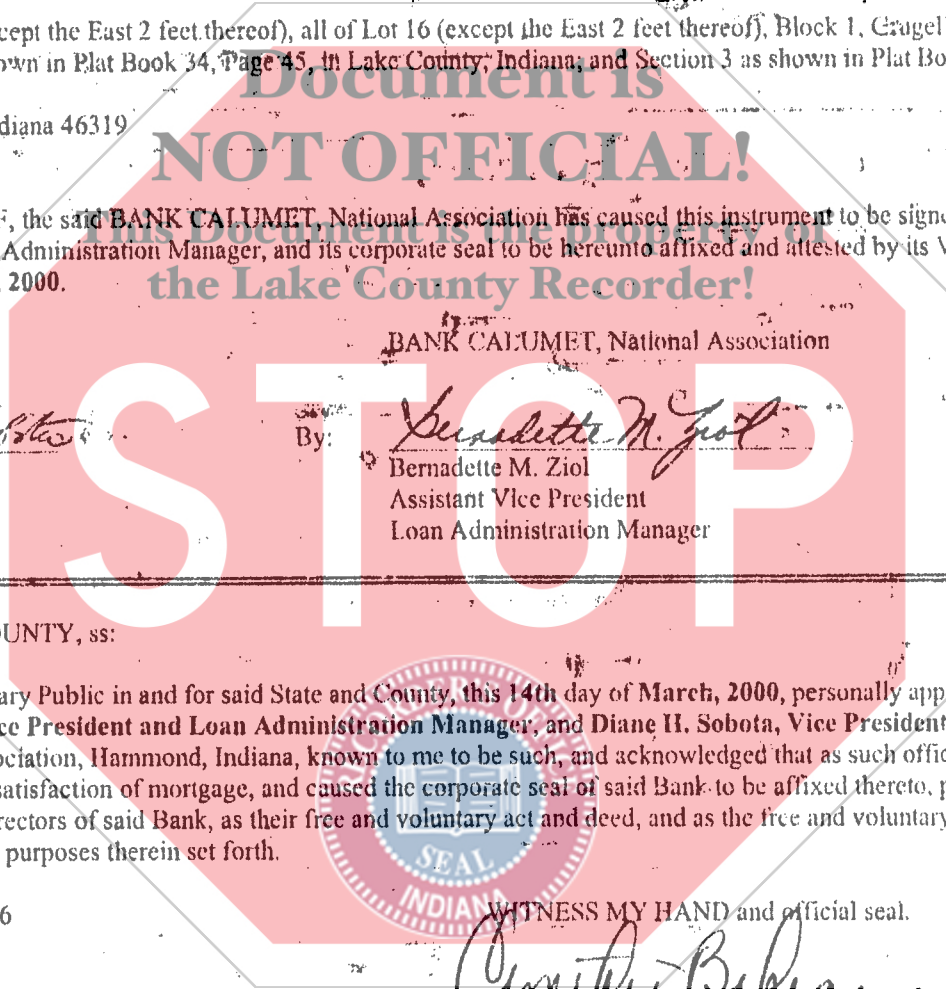 cept the East 2 feet thereof), all of Lot 16 (except the East 2 feet thereof), Block 1,
own in Plat Book 34, Page 45, in Lake County, Indiana; and Section 3 as shown in Plat Bo
Document is
diana 46319
NOT OFFICIAL!
F, the said BANK CALUMET, National Association has caused this instrument to be signe
This Document is the property of
Administration Manager, and its corporate seal to be hereunto affixed and attested by its V
, 2000.
the Lake County Recorder!
BANK CALUMET, National Association
STOP
By: Bernadette M. Ziol
Bernadette M. Ziol
Assistant Vice President
Loan Administration Manager
OUNTY, ss:
ary Public in and for said State and County, this 14th day of March, 2000, personally app
ce President and Loan Administration Manager, and Diane H. Sobota, Vice President
ociation, Hammond, Indiana, known to me to be such, and acknowledged that as such offic
satisfaction of mortgage, and caused the corporate seal of said Bank to be affixed thereto, p
rectors of said Bank, as their free and voluntary act and deed, and as the free and voluntary
purposes therein set forth.
SEAL
INDIANA
6
WITNESS MY HAND and official seal.